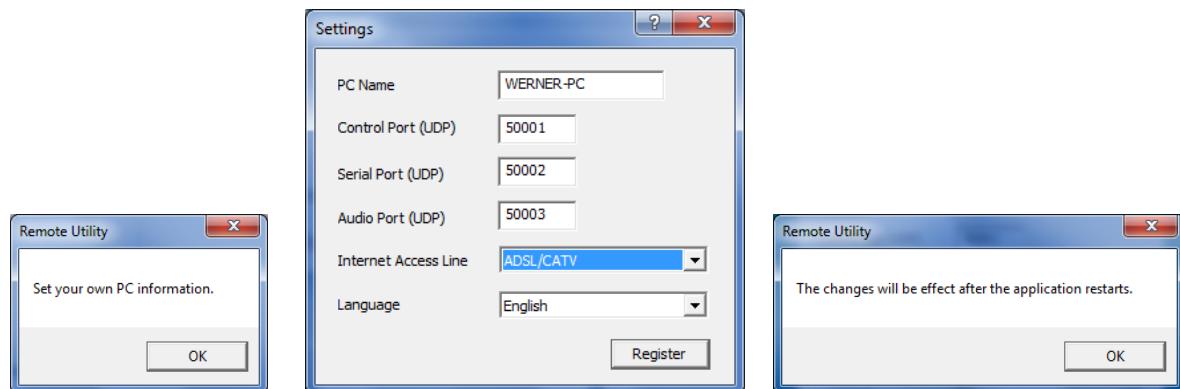 Remote Utility
Set your own PC information.
OK
Settings
PC Name
WERNER-PC
Control Port (UDP)
50001
Serial Port (UDP)
50002
Audio Port (UDP)
50003
Internet Access Line
ADSL/CATV
Language
English
Register
Remote Utility
The changes will be effect after the application restarts.
OK